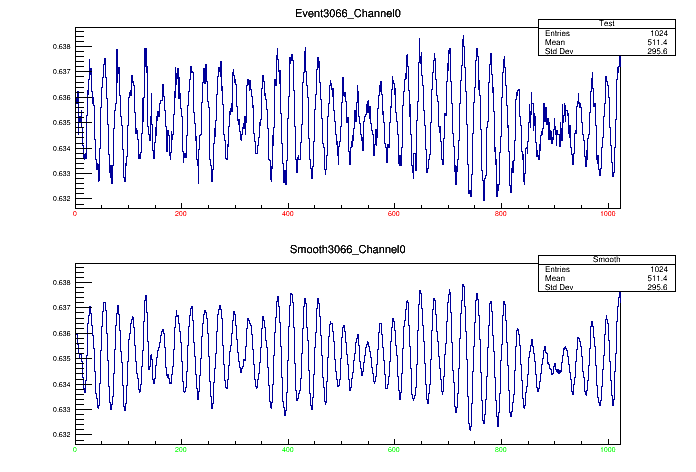 Event3066_Channel0
Test
Entries 1024
Mean 511.4
Std Dev 295.6
0.638
0.637
0.636
0.635
0.634
0.633
0.632
0 200 400 600 800 1000
Smooth3066_Channel0
Smooth
Entries 1024
Mean 511.4
Std Dev 295.6
0.638
0.637
0.636
0.635
0.634
0.633
0.632
0 200 400 600 800 1000